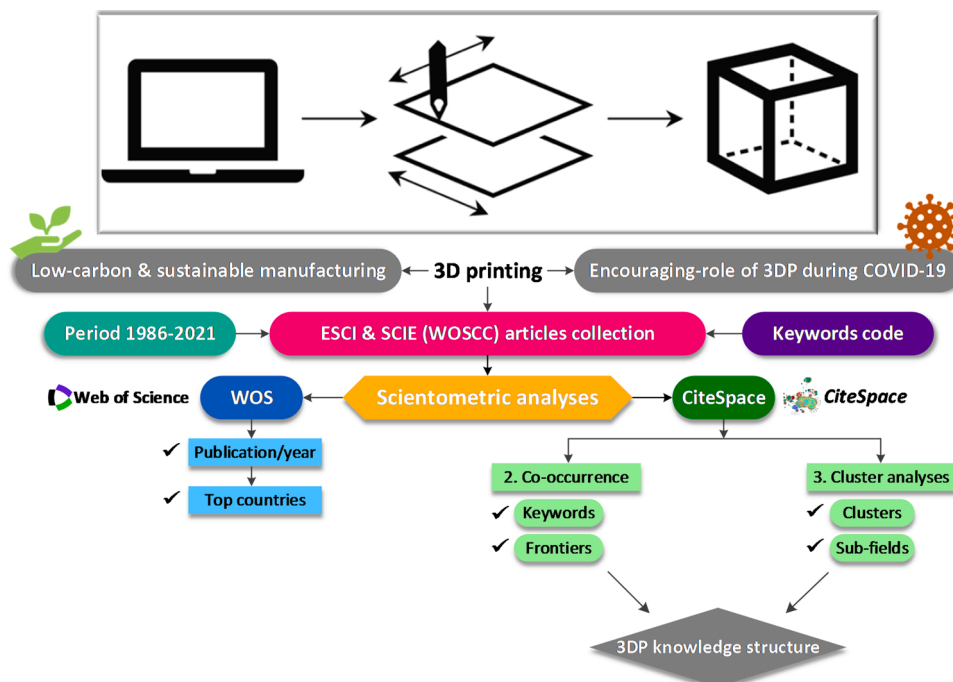 Low-carbon & sustainable manufacturing
3D printing
Encouraging-role of 3DP during COVID-19
Period 1986-2021
ESCI & SCIE (WOSCC) articles collection
Keywords code
Web of Science
WOS
Scientometric analyses
CiteSpace
CiteSpace
Publication/year
Top countries
2. Co-occurrence
Keywords
Frontiers
3. Cluster analyses
Clusters
Sub-fields
3DP knowledge structure